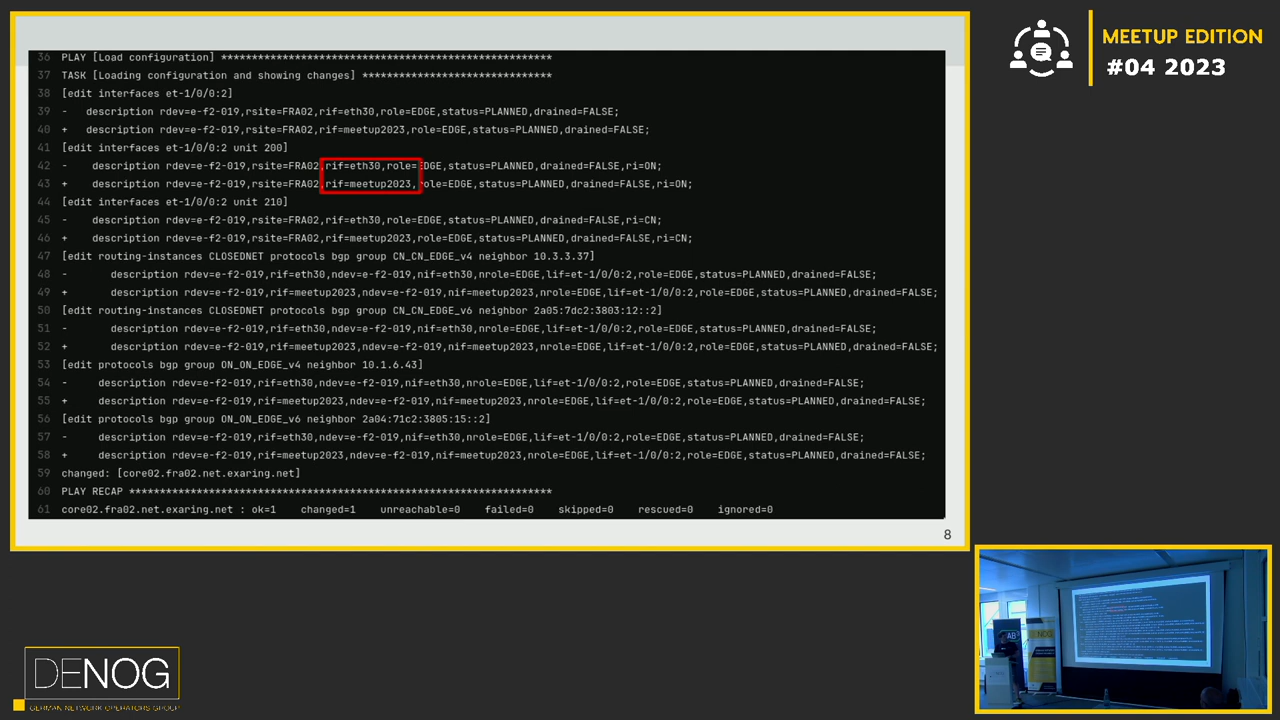 36 PLAY [Load configuration] ******************************************************
37 TASK [Loading configuration and showing changes] *******************************
38 [edit interfaces et-1/0/0:2]
39 -   description rdev=e-f2-019,rsite=FRA02,rif=eth30,role=EDGE,status=PLANNED,drained=FALSE;
40 +   description rdev=e-f2-019,rsite=FRA02,rif=meetup2023,role=EDGE,status=PLANNED,drained=FALSE;
41 [edit interfaces et-1/0/0:2 unit 200]
42 -    description rdev=e-f2-019,rsite=FRA02,rif=eth30,role=EDGE,status=PLANNED,drained=FALSE,ri=ON;
43 +    description rdev=e-f2-019,rsite=FRA02,rif=meetup2023,role=EDGE,status=PLANNED,drained=FALSE,ri=ON;
44 [edit interfaces et-1/0/0:2 unit 210]
45 -    description rdev=e-f2-019,rsite=FRA02,rif=eth30,role=EDGE,status=PLANNED,drained=FALSE,ri=CN;
46 +    description rdev=e-f2-019,rsite=FRA02,rif=meetup2023,role=EDGE,status=PLANNED,drained=FALSE,ri=CN;
47 [edit routing-instances CLOSEDNET protocols bgp group CN_CN_EDGE_v4 neighbor 10.3.3.37]
48 -       description rdev=e-f2-019,rif=eth30,ndev=e-f2-019,nif=eth30,nrole=EDGE,lif=et-1/0/0:2,role=EDGE,status=PLANNED,drained=FALSE;
49 +       description rdev=e-f2-019,rif=meetup2023,ndev=e-f2-019,nif=meetup2023,nrole=EDGE,lif=et-1/0/0:2,role=EDGE,status=PLANNED,drained=FALSE;
50 [edit routing-instances CLOSEDNET protocols bgp group CN_CN_EDGE_v6 neighbor 2a05:7dc2:3803:12::2]
51 -       description rdev=e-f2-019,rif=eth30,ndev=e-f2-019,nif=eth30,nrole=EDGE,lif=et-1/0/0:2,role=EDGE,status=PLANNED,drained=FALSE;
52 +       description rdev=e-f2-019,rif=meetup2023,ndev=e-f2-019,nif=meetup2023,nrole=EDGE,lif=et-1/0/0:2,role=EDGE,status=PLANNED,drained=FALSE;
53 [edit protocols bgp group ON_ON_EDGE_v4 neighbor 10.1.6.43]
54 -     description rdev=e-f2-019,rif=eth30,ndev=e-f2-019,nif=eth30,nrole=EDGE,lif=et-1/0/0:2,role=EDGE,status=PLANNED,drained=FALSE;
55 +     description rdev=e-f2-019,rif=meetup2023,ndev=e-f2-019,nif=meetup2023,nrole=EDGE,lif=et-1/0/0:2,role=EDGE,status=PLANNED,drained=FALSE;
56 [edit protocols bgp group ON_ON_EDGE_v6 neighbor 2a04:71c2:3805:15::2]
57 -     description rdev=e-f2-019,rif=eth30,ndev=e-f2-019,nif=eth30,nrole=EDGE,lif=et-1/0/0:2,role=EDGE,status=PLANNED,drained=FALSE;
58 +     description rdev=e-f2-019,rif=meetup2023,ndev=e-f2-019,nif=meetup2023,nrole=EDGE,lif=et-1/0/0:2,role=EDGE,status=PLANNED,drained=FALSE;
59 changed: [core02.fra02.net.exaring.net]
60 PLAY RECAP *********************************************************************
61 core02.fra02.net.exaring.net : ok=1    changed=1    unreachable=0    failed=0    skipped=0    rescued=0    ignored=0
8
MEETUP EDITION
#04 2023
DENOG
GERMAN NETWORK OPERATORS GROUP